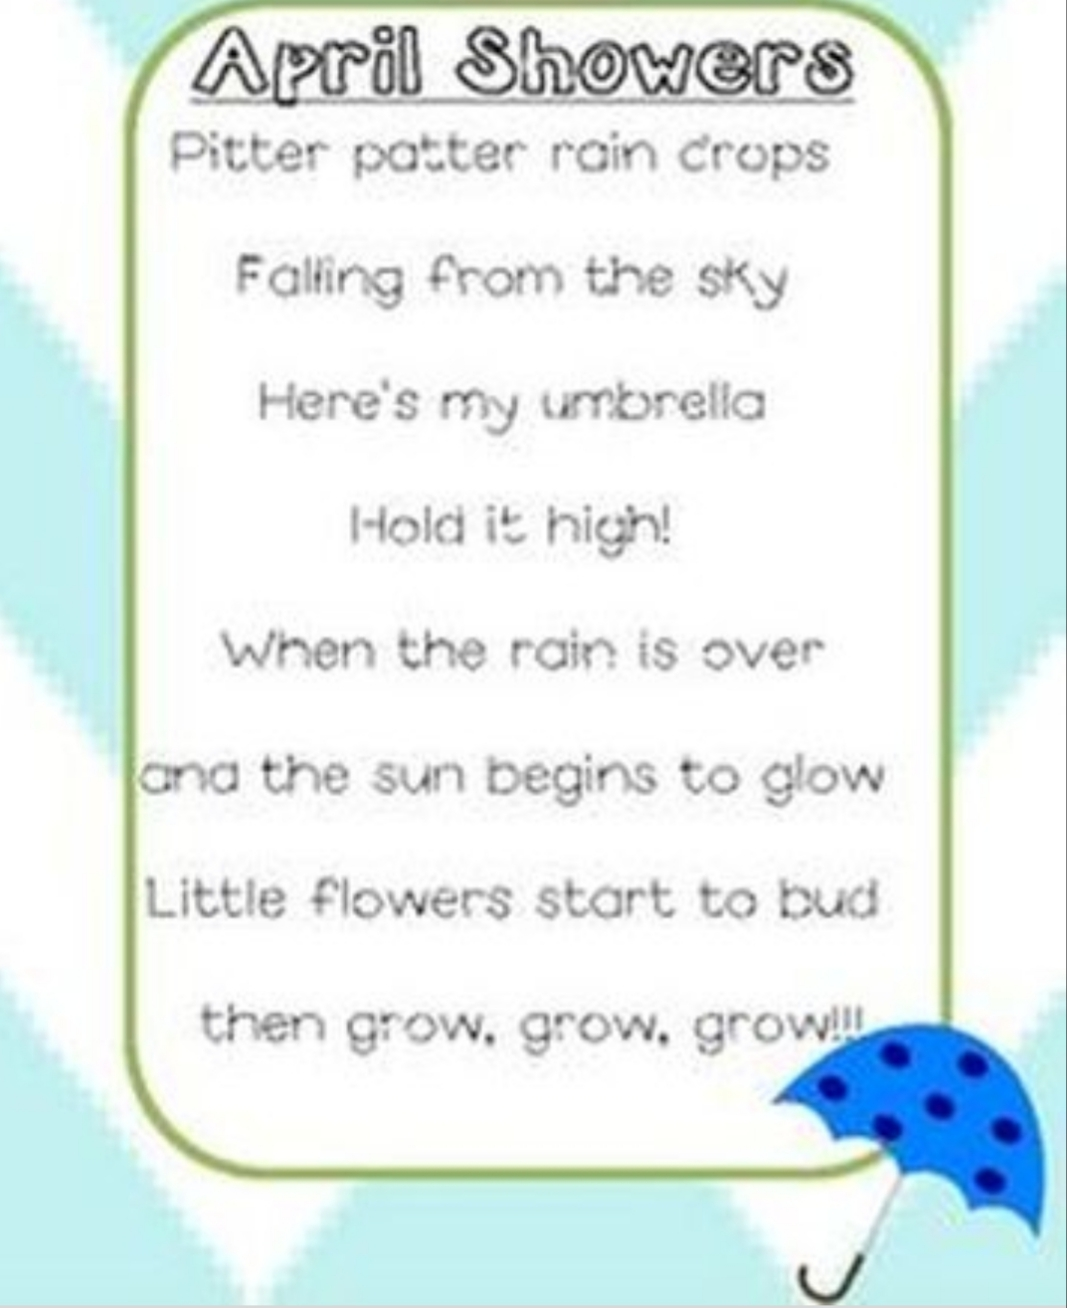 April Showers
Pitter patter rain drops
Falling from the sky
Here's my umbrella
Hold it high!
When the rain is over
and the sun begins to glow
Little flowers start to bud
then grow, grow, grow!!!